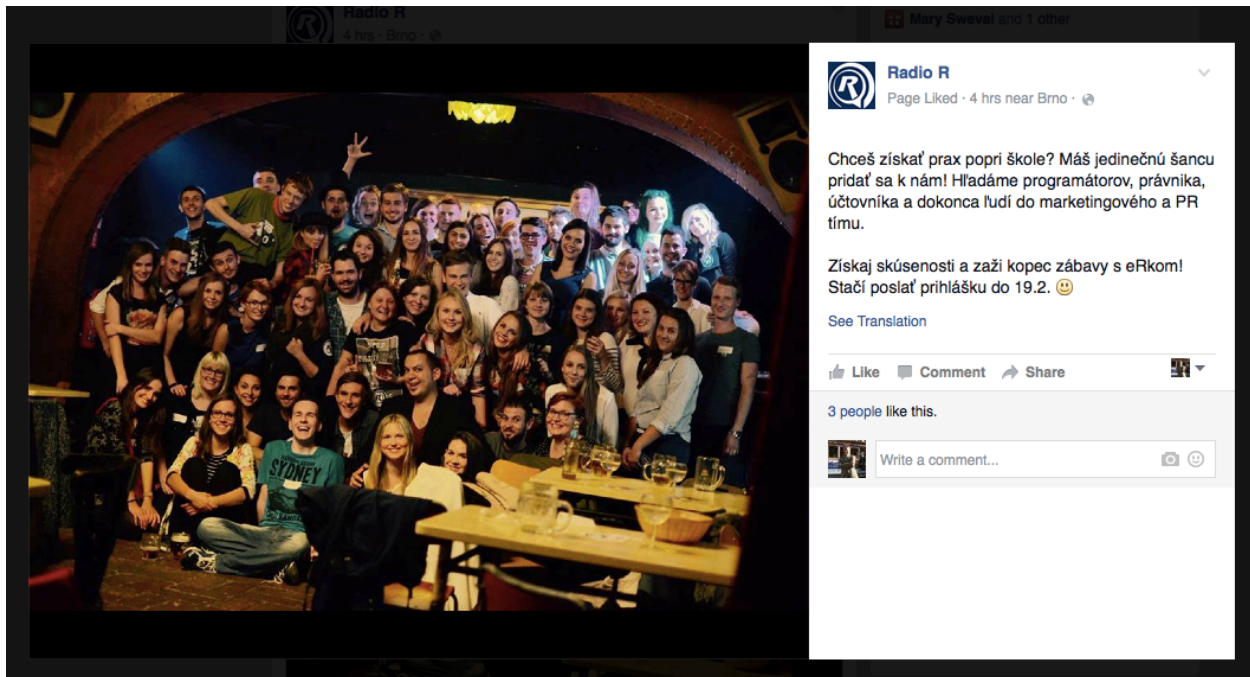 Radio R
4 hrs · Brno ·
Mary Sweval and 1 other
R
Radio R
Page Liked · 4 hrs near Brno ·
Chceš získať prax popri škole? Máš jedinečnú šancu
pridať sa k nám! Hľadáme programátorov, právnika,
účtovníka a dokonca ľudí do marketingového a PR
tímu.
Získaj skúsenosti a zaži kopec zábavy s eRkom!
Stačí poslať prihlášku do 19.2. 🙂
See Translation
Like Comment Share
3 people like this.
Write a comment...
SYDNEY